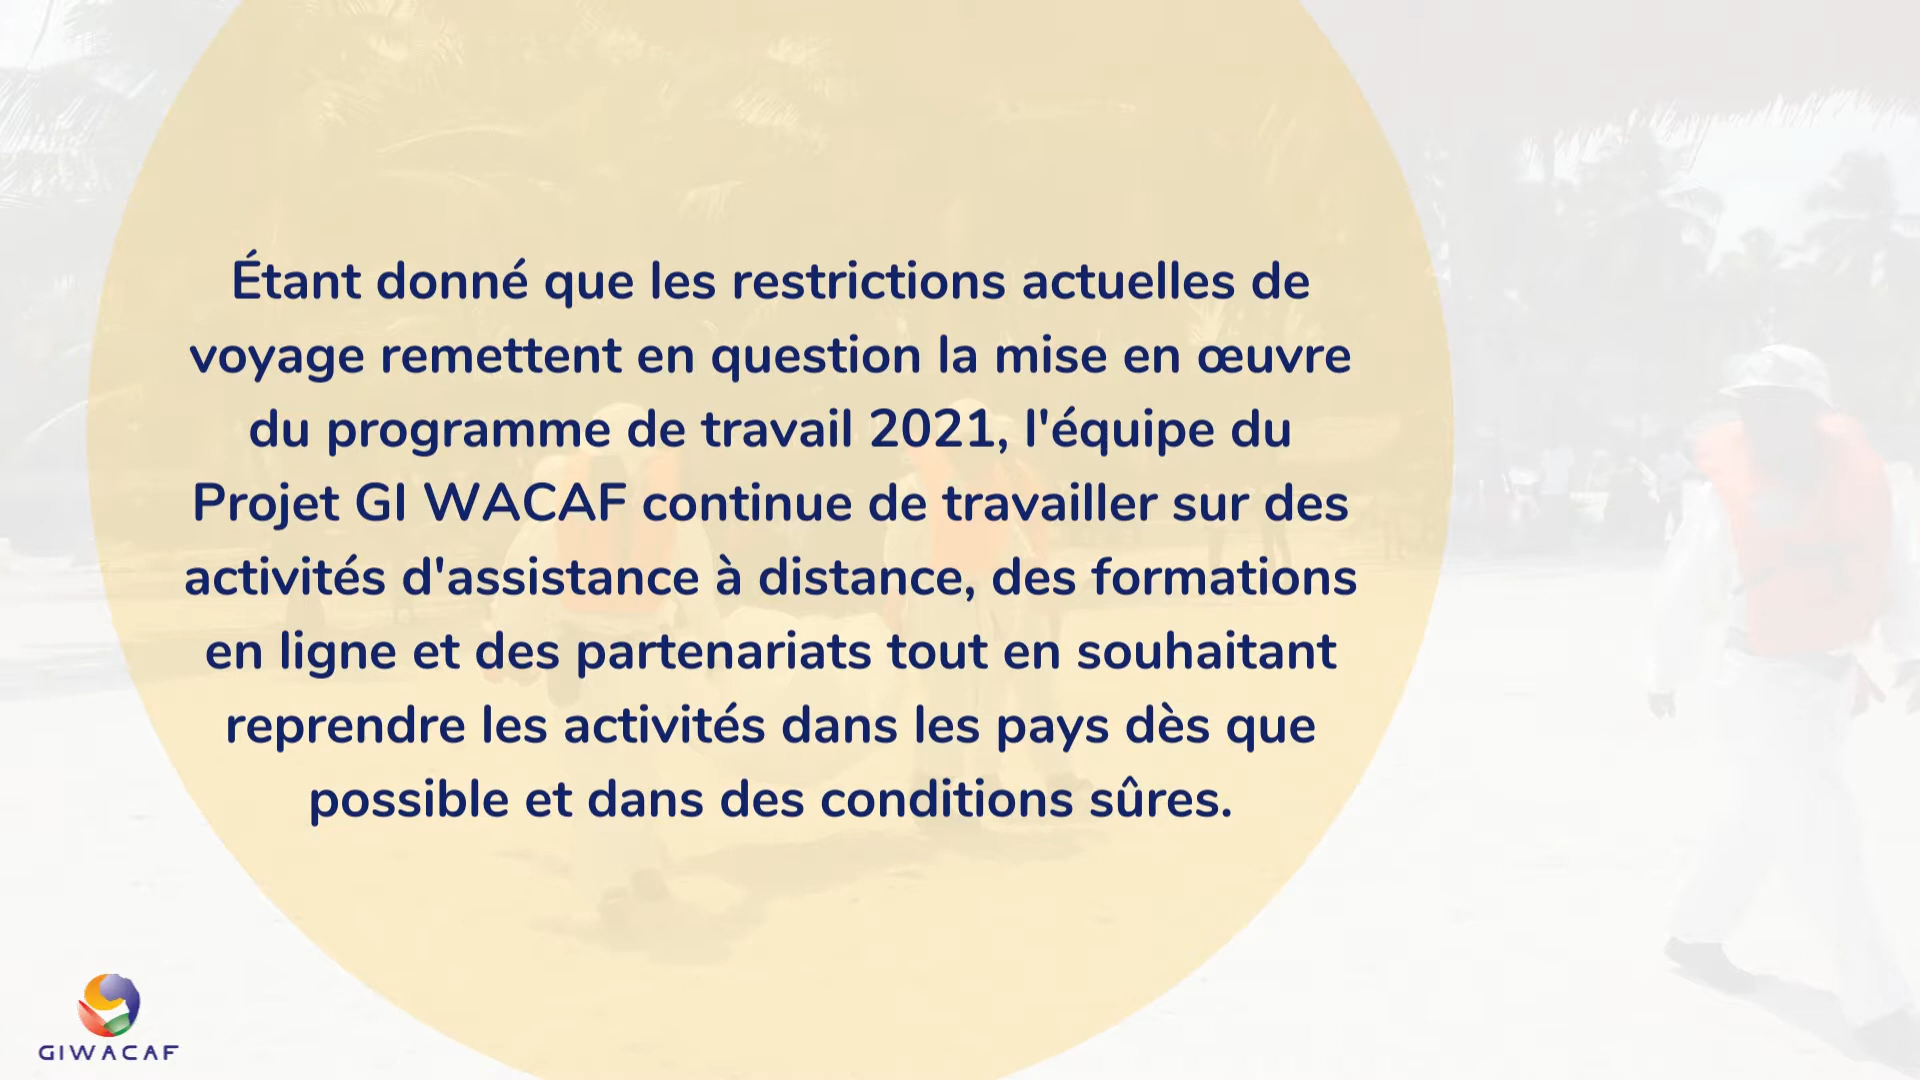 Étant donné que les restrictions actuelles de
voyage remettent en question la mise en œuvre
du programme de travail 2021, l'équipe du
Projet GI WACAF continue de travailler sur des
activités d'assistance à distance, des formations
en ligne et des partenariats tout en souhaitant
reprendre les activités dans les pays dès que
possible et dans des conditions sûres.
GIWACAF